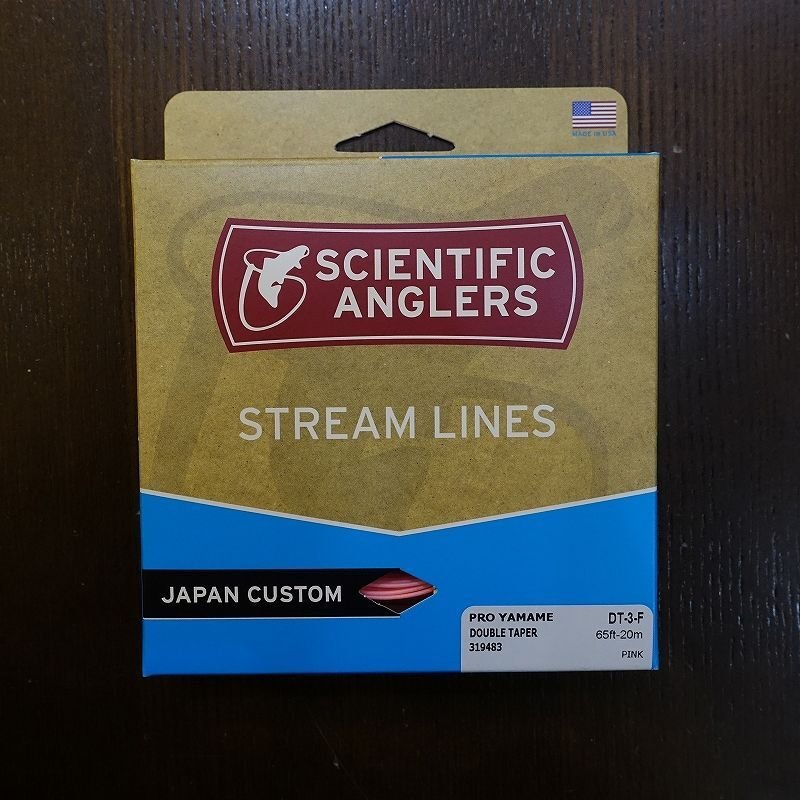 MADE IN USA
SCIENTIFIC
ANGLERS
STREAM LINES
JAPAN CUSTOM
PRO YAMAME DT-3-F
DOUBLE TAPER 65ft-20m
319483
PINK